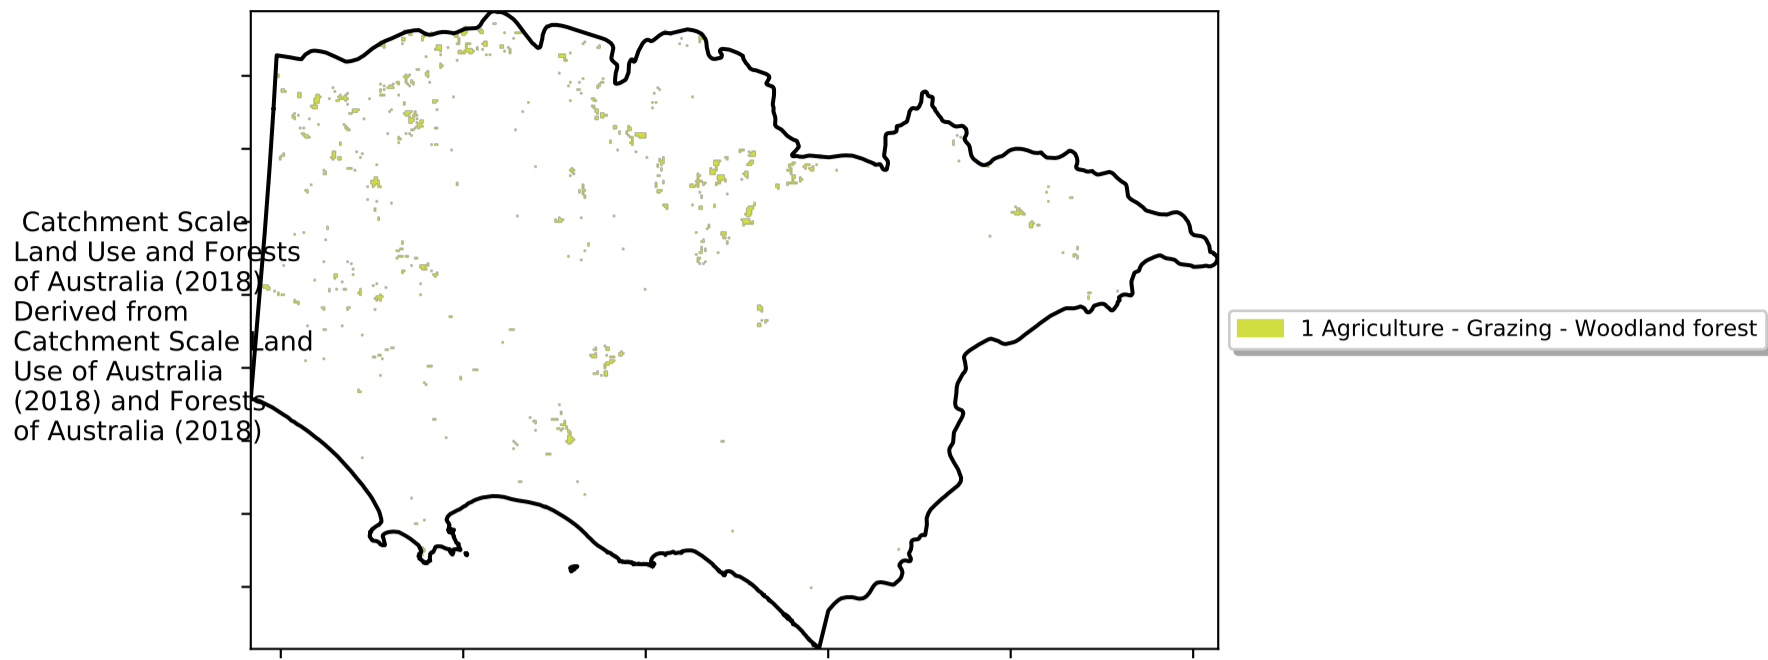 Catchment Scale
Land Use and Forests
of Australia (2018)
Derived from
Catchment Scale Land
Use of Australia
(2018) and Forests
of Australia (2018)
1 Agriculture - Grazing - Woodland forest